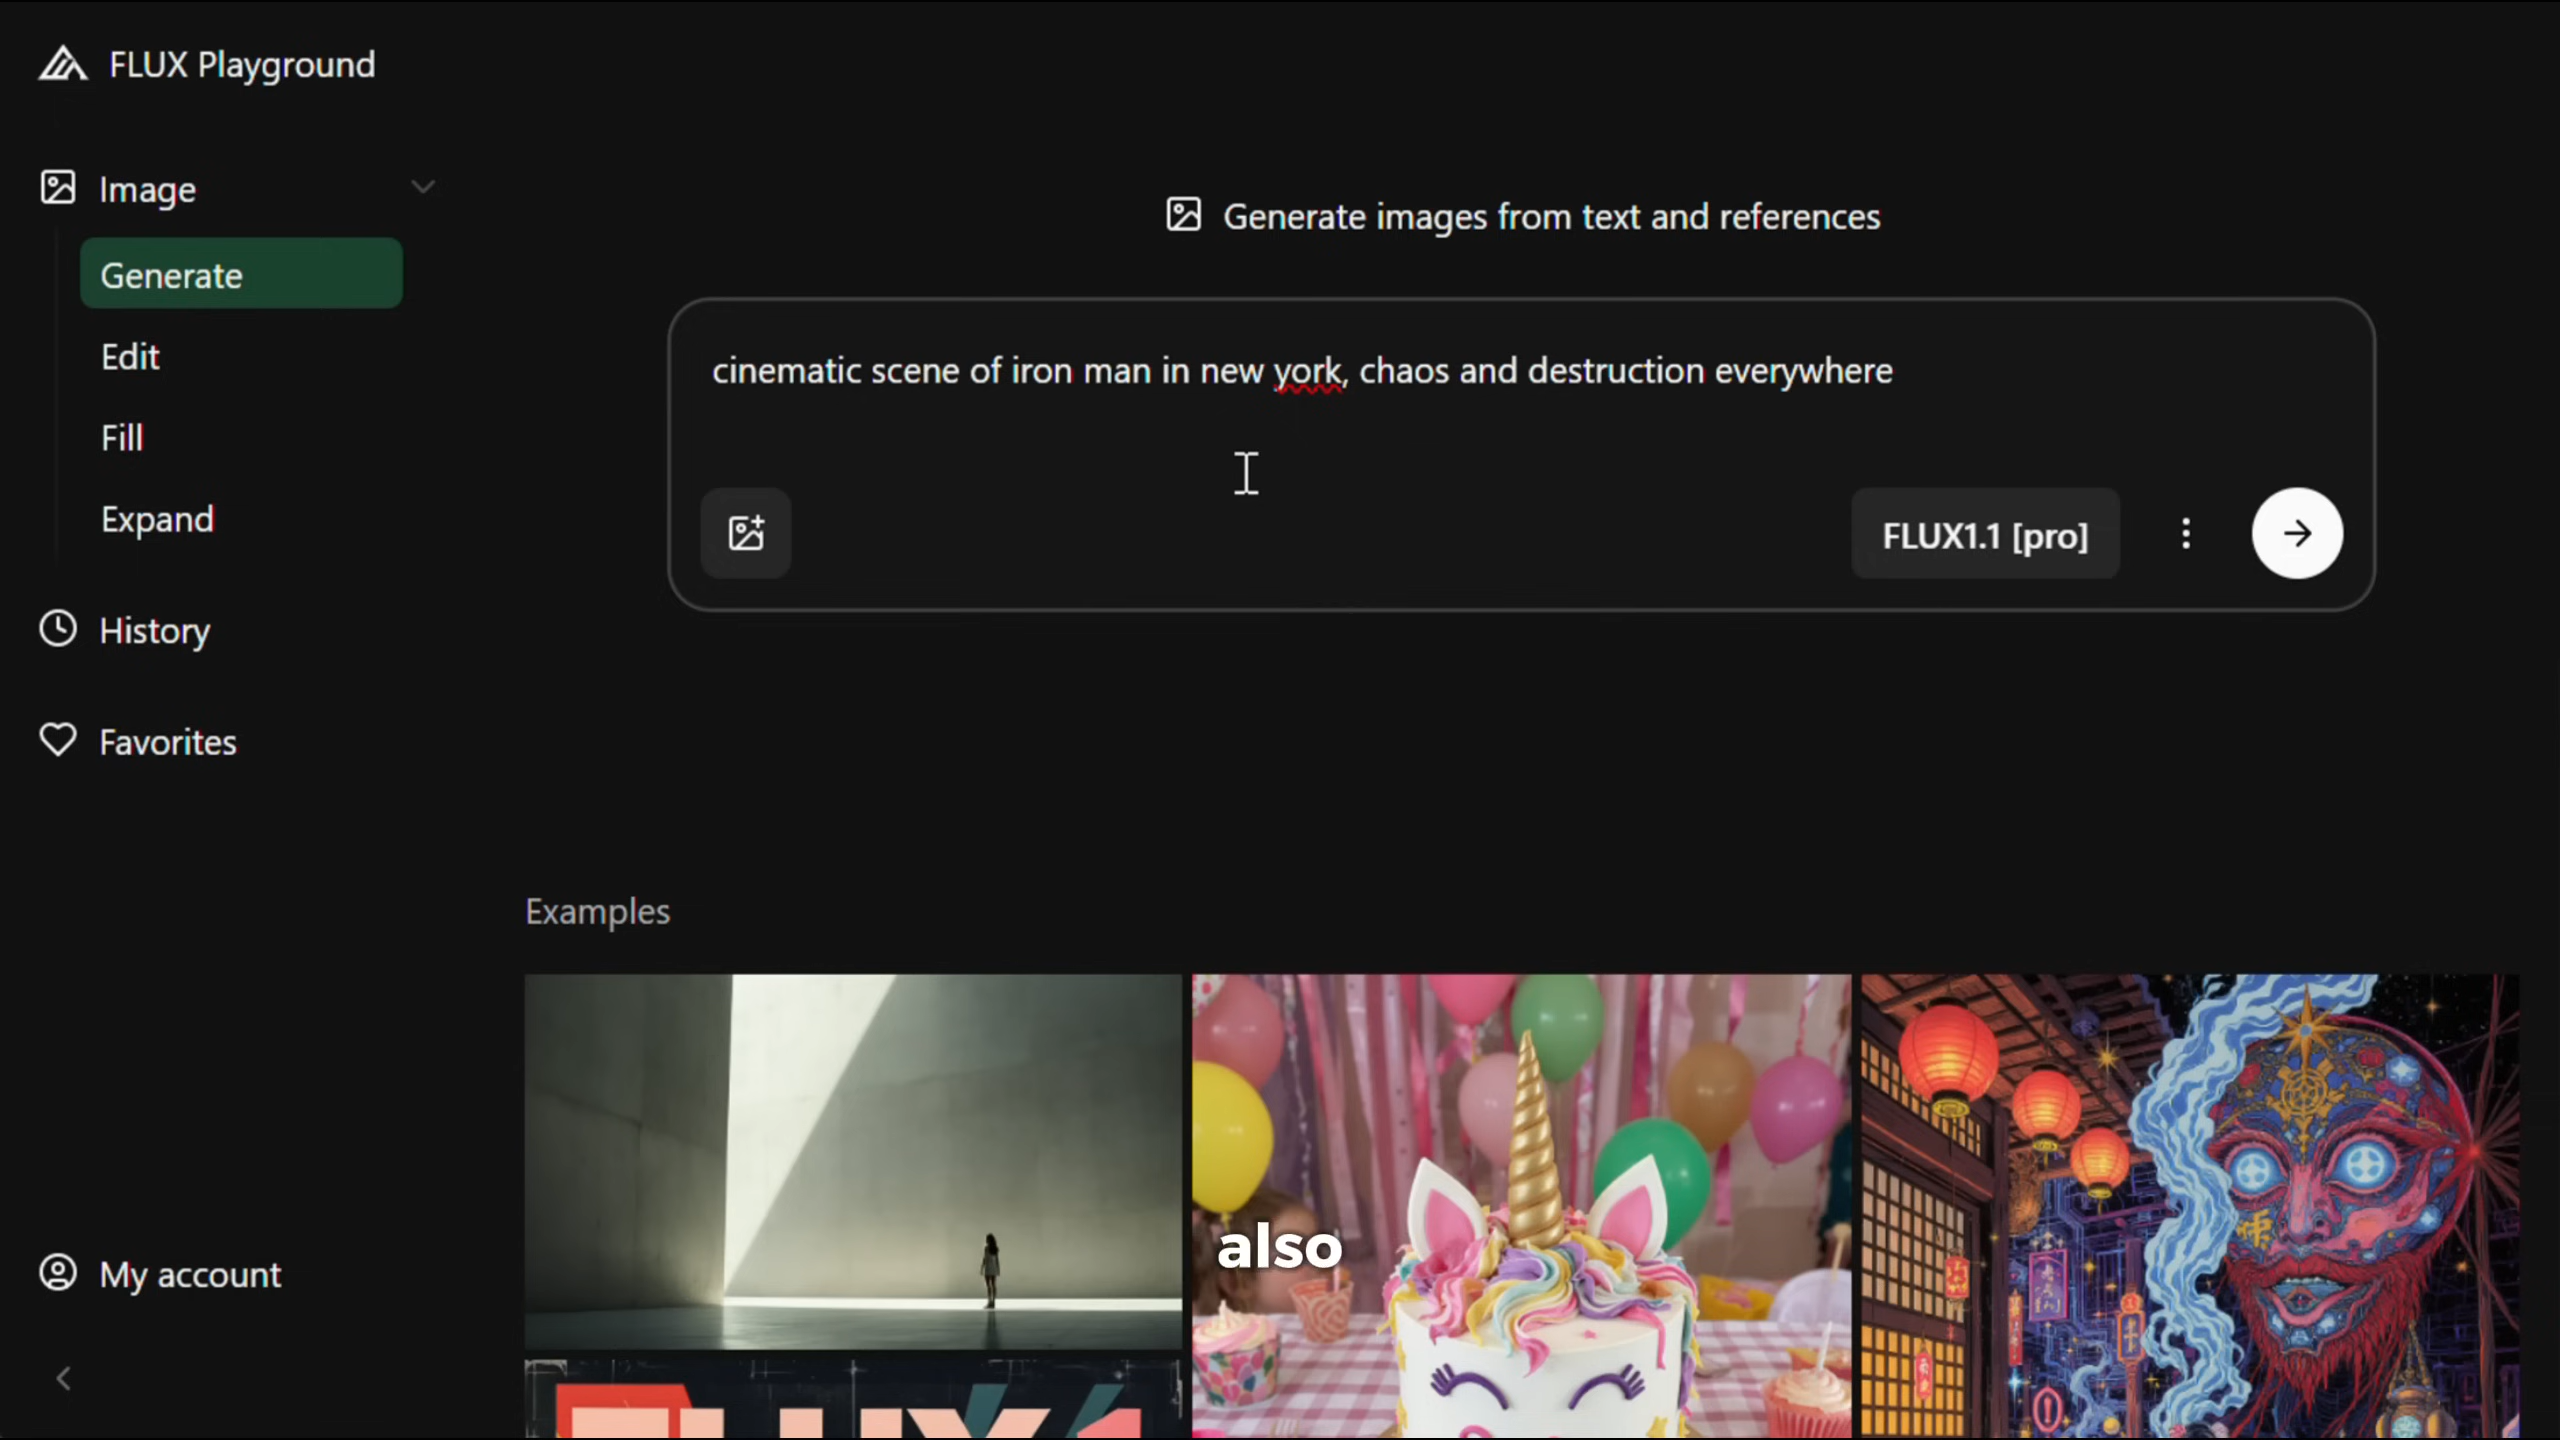 FLUX Playground
Image
Generate
Edit
Fill
Expand
History
Favorites
My account
Generate images from text and references
cinematic scene of iron man in new york, chaos and destruction everywhere
FLUX1.1 [pro]
Examples
also